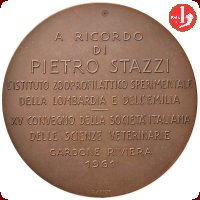 A RICORDO
DI
PIETRO STAZZI
L'ISTITUTO ZOOPROFILATTICO SPERIMENTALE
DELLA LOMBARDIA E DELL'EMILIA
XV CONVEGNO DELLA SOCIETÀ ITALIANA
DELLE SCIENZE VETERINARIE
GARDONE RIVIERA
1961